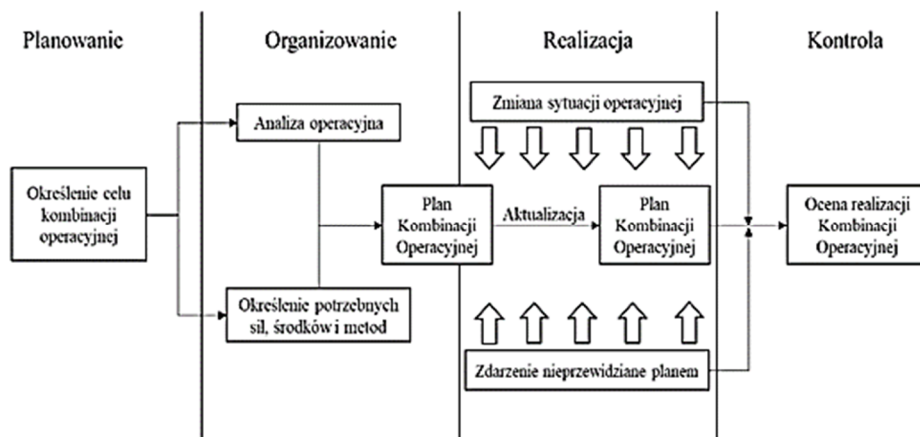 Planowanie
Organizowanie
Realizacja
Kontrola
Określenie celu
kombinacji
operacyjnej
Analiza operacyjna
Określenie potrzebnych
sił, środków i metod
Plan
Kombinacji
Operacyjnej
Zmiana sytuacji operacyjnej
Aktualizacja
Plan
Kombinacji
Operacyjnej
Zdarzenie nieprzewidziane planem
Ocena realizacji
Kombinacji
Operacyjnej